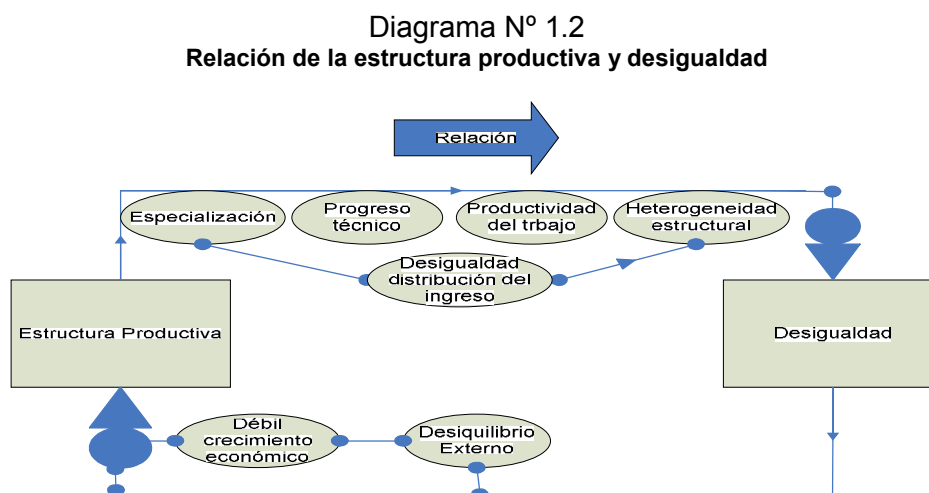 Diagrama Nº 1.2
Relación de la estructura productiva y desigualdad
Relación
Especialización
Progreso
técnico
Productividad
del trbajo
Heterogeneidad
estructural
Desigualdad
distribución del
ingreso
Estructura Productiva
Desigualdad
Débil
crecimiento
económico
Desiquilibrio
Externo